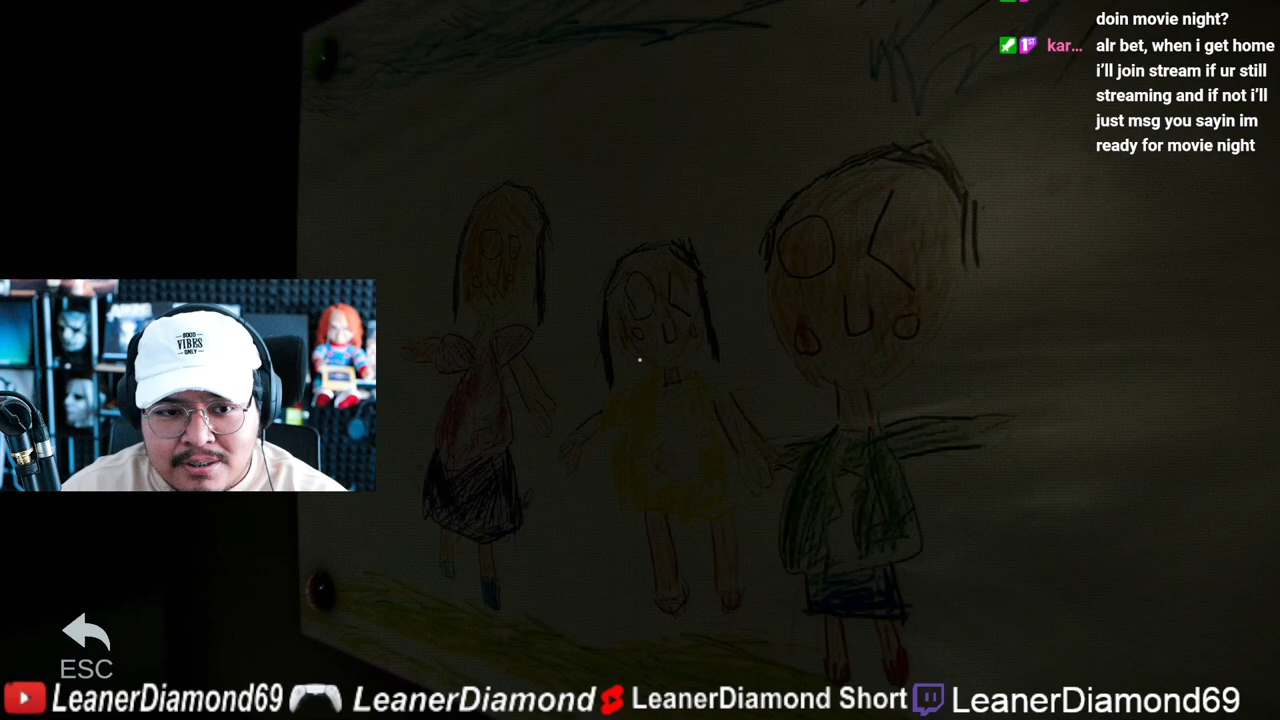 doin movie night?
kar... alr bet, when i get home
i'll join stream if ur still
streaming and if not i'll
just msg you sayin im
ready for movie night
GOOD
VIBES
ONLY
ESC
LeanerDiamond69 LeanerDiamond LeanerDiamond Short LeanerDiamond69